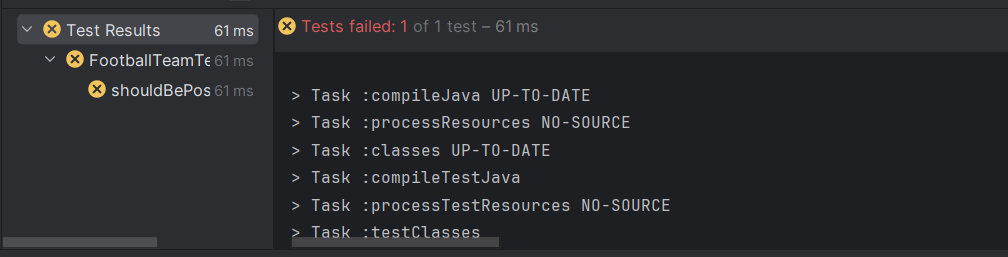 Test Results 61 ms
FootballTeamTe 61 ms
shouldBePos 61 ms
Tests failed: 1 of 1 test – 61 ms
> Task :compileJava UP-TO-DATE
> Task :processResources NO-SOURCE
> Task :classes UP-TO-DATE
> Task :compileTestJava
> Task :processTestResources NO-SOURCE
> Task :testClasses